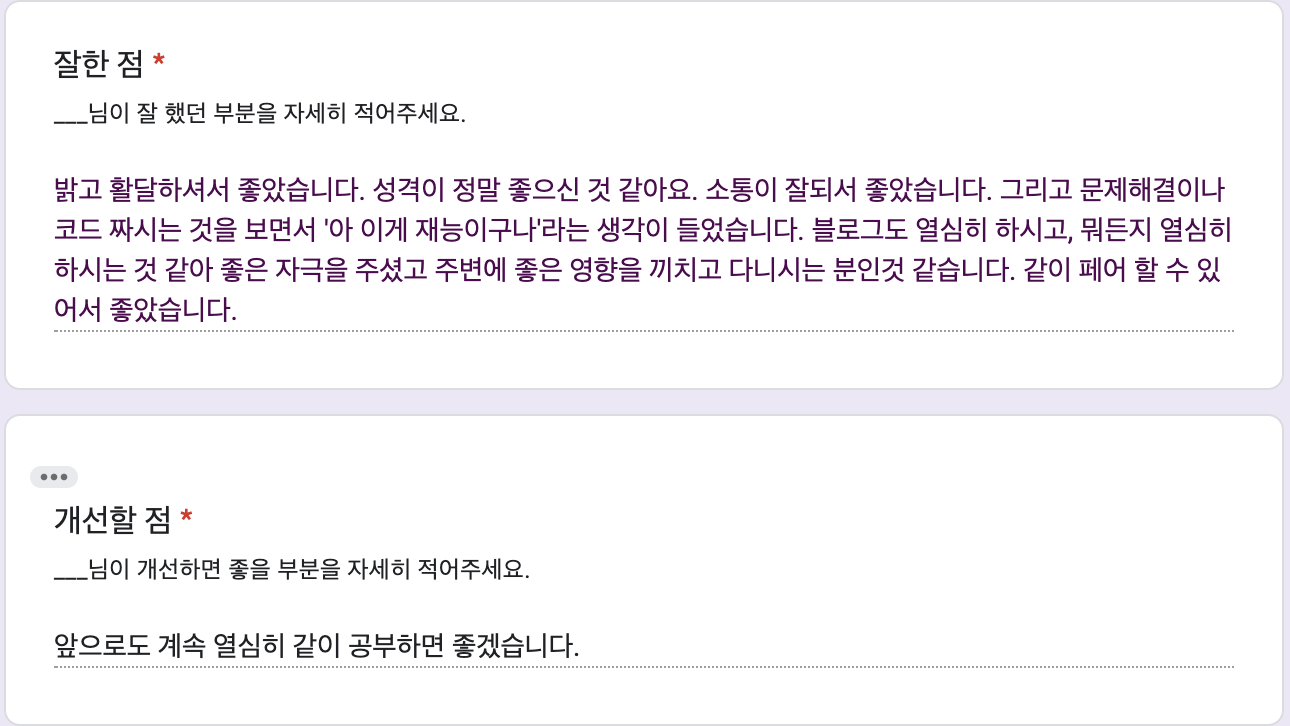 잘한 점 *
___님이 잘 했던 부분을 자세히 적어주세요.
밝고 활달하셔서 좋았습니다. 성격이 정말 좋으신 것 같아요. 소통이 잘되서 좋았습니다. 그리고 문제해결이나
코드 짜시는 것을 보면서 '아 이게 재능이구나'라는 생각이 들었습니다. 블로그도 열심히 하시고, 뭐든지 열심히
하시는 것 같아 좋은 자극을 주셨고 주변에 좋은 영향을 끼치고 다니시는 분인것 같습니다. 같이 페어 할 수 있
어서 좋았습니다.
개선할 점 *
___님이 개선하면 좋을 부분을 자세히 적어주세요.
앞으로도 계속 열심히 같이 공부하면 좋겠습니다.